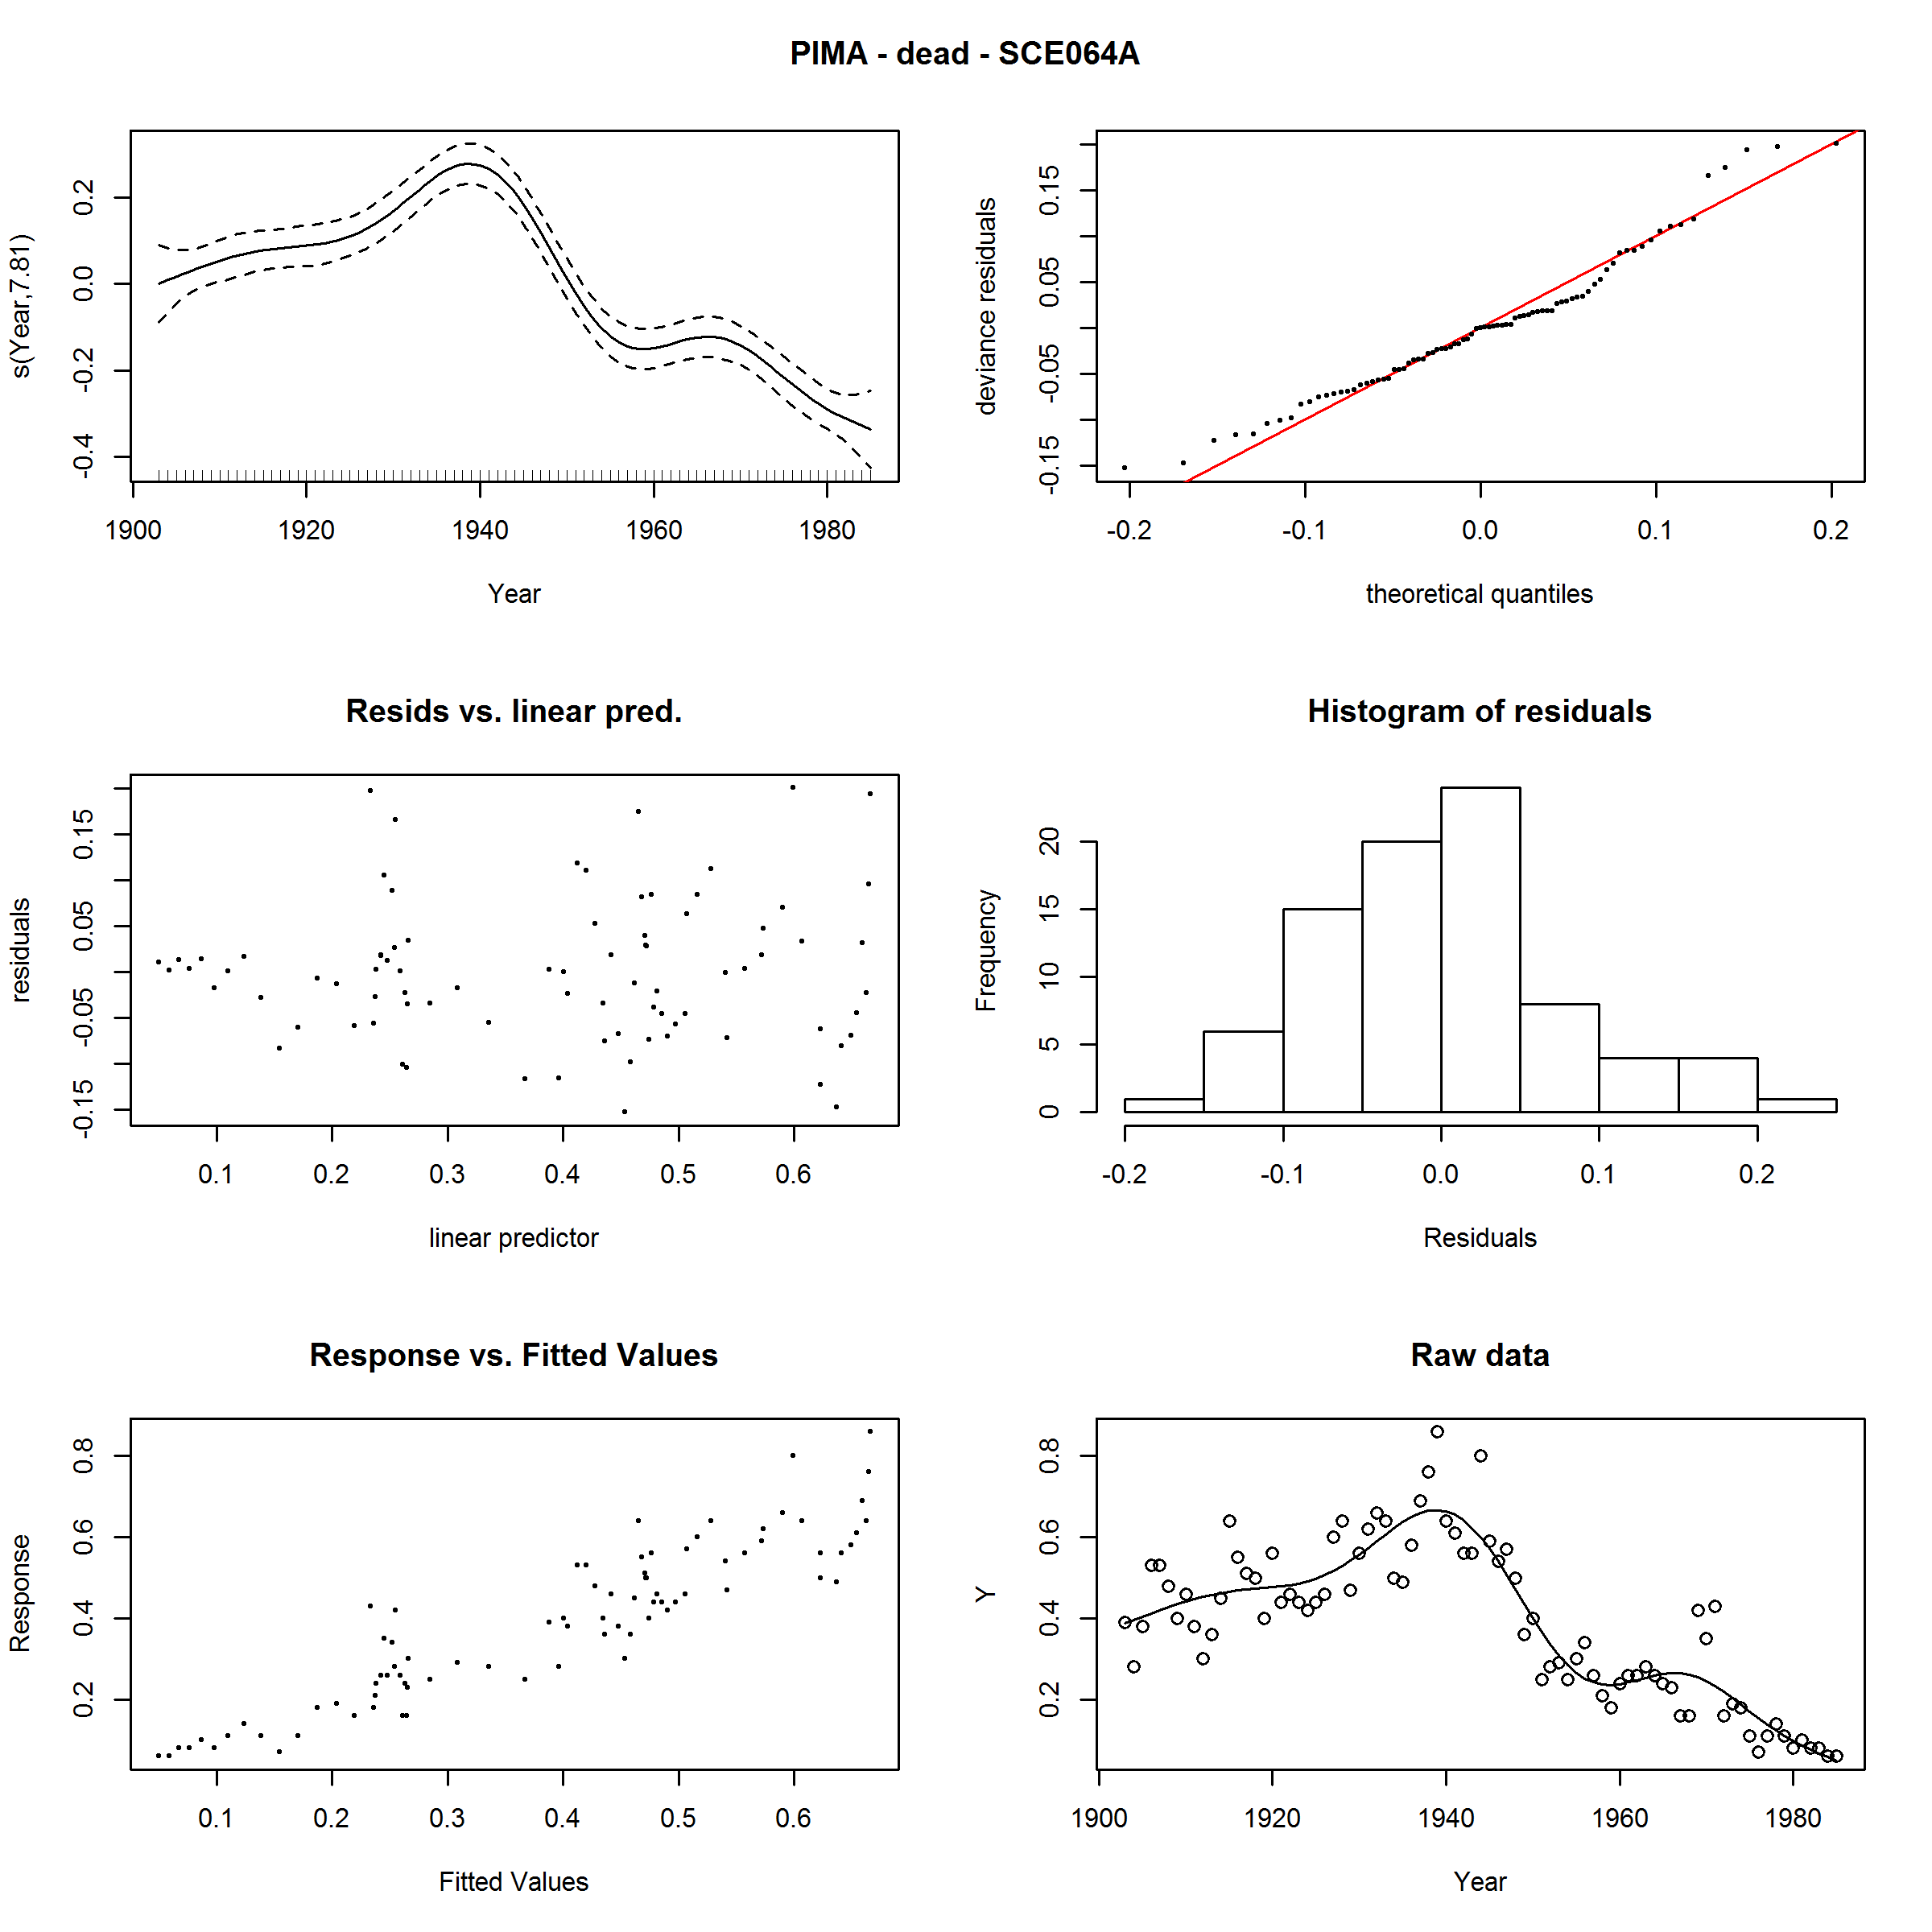 PIMA - dead - SCE064A
s(Year,7.81)
-0.4 -0.2 0.0 0.2
1900 1920 1940 1960 1980
Year
deviance residuals
-0.15 -0.05 0.05 0.15
-0.2 -0.1 0.0 0.1 0.2
theoretical quantiles
Resids vs. linear pred.
residuals
-0.15 -0.05 0.05 0.15
0.1 0.2 0.3 0.4 0.5 0.6
linear predictor
Histogram of residuals
Frequency
0 5 10 15 20
-0.2 -0.1 0.0 0.1 0.2
Residuals
Response vs. Fitted Values
Response
0.2 0.4 0.6 0.8
0.1 0.2 0.3 0.4 0.5 0.6
Fitted Values
Raw data
Y
0.2 0.4 0.6 0.8
1900 1920 1940 1960 1980
Year